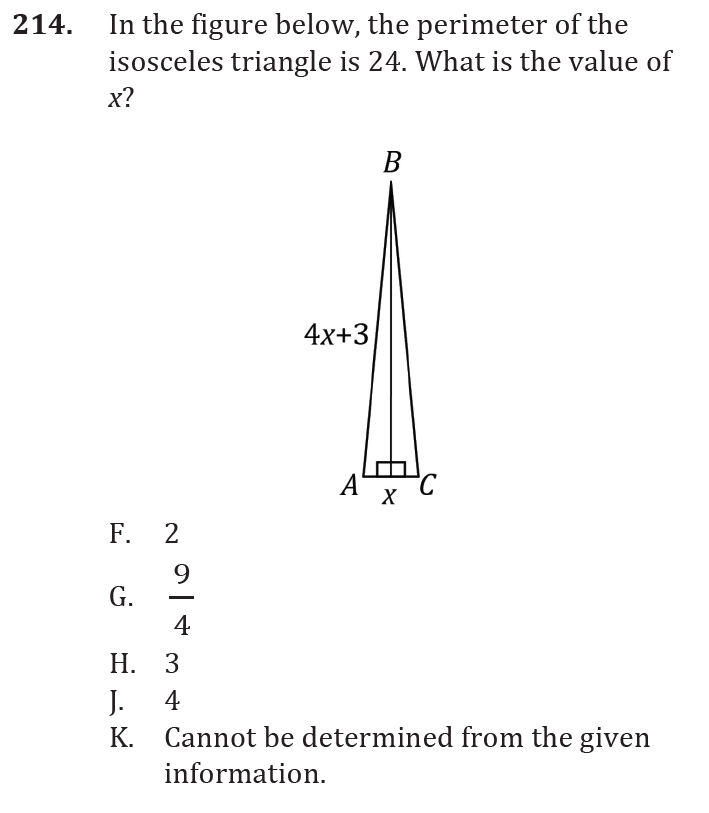 214. In the figure below, the perimeter of the
isosceles triangle is 24. What is the value of
x?
B
4x+3
A x C
F. 2
G. 9/4
H. 3
J. 4
K. Cannot be determined from the given
information.